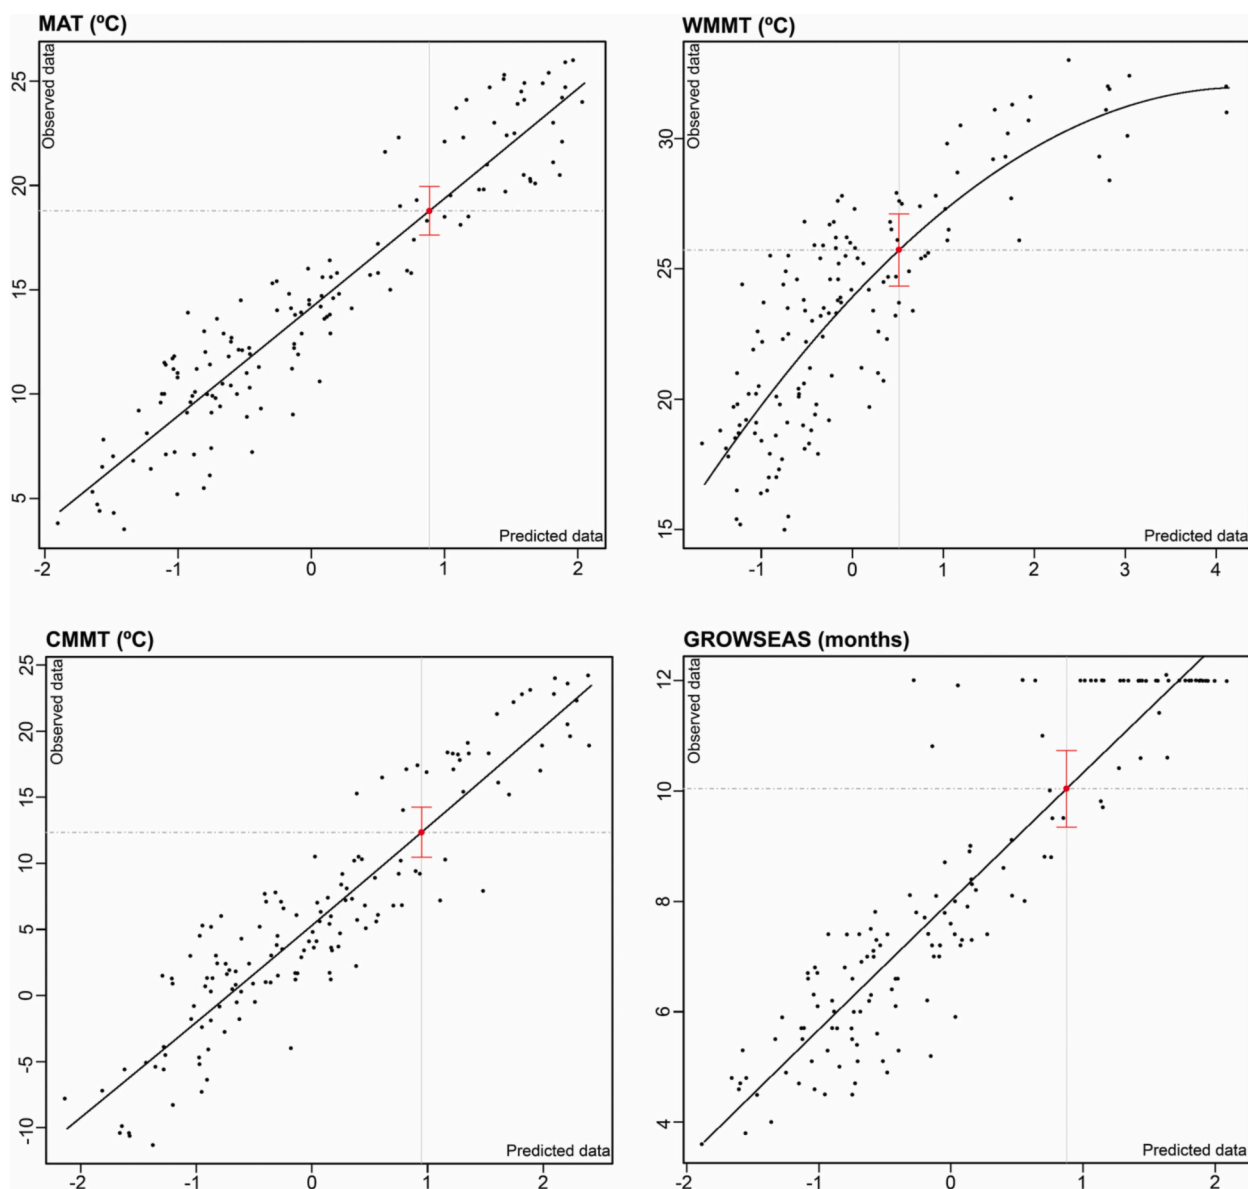 MAT (ºC)
Observed data
25
20
15
10
5
Predicted data
-2 -1 0 1 2
WMMT (ºC)
Observed data
30
25
20
15
Predicted data
-1 0 1 2 3 4
CMMT (ºC)
Observed data
25
20
15
10
5
0
-5
-10
Predicted data
-2 -1 0 1 2
GROWSEAS (months)
Observed data
12
10
8
6
4
Predicted data
-2 -1 0 1 2